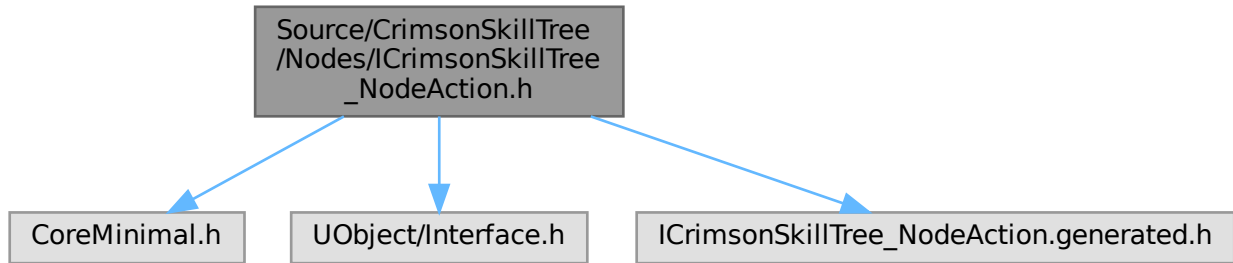 Source/CrimsonSkillTree
/Nodes/ICrimsonSkillTree
_NodeAction.h
CoreMinimal.h
UObject/Interface.h
ICrimsonSkillTree_NodeAction.generated.h